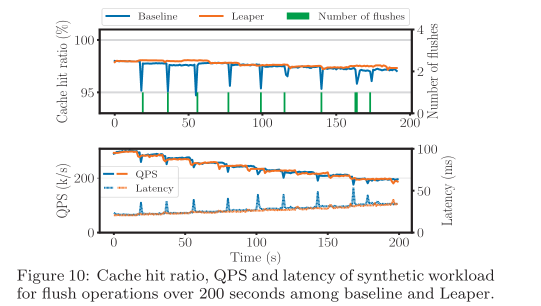 Baseline Leaper Number of flushes
Cache hit ratio (%)
100
95
4
2
0
Number of flushes
0 50 100 150 200
QPS (k/s)
200
0
QPS
Latency
100
50
0
Latency (ms)
0 50 100 150 200
Time (s)
Figure 10: Cache hit ratio, QPS and latency of synthetic workload
for flush operations over 200 seconds among baseline and Leaper.